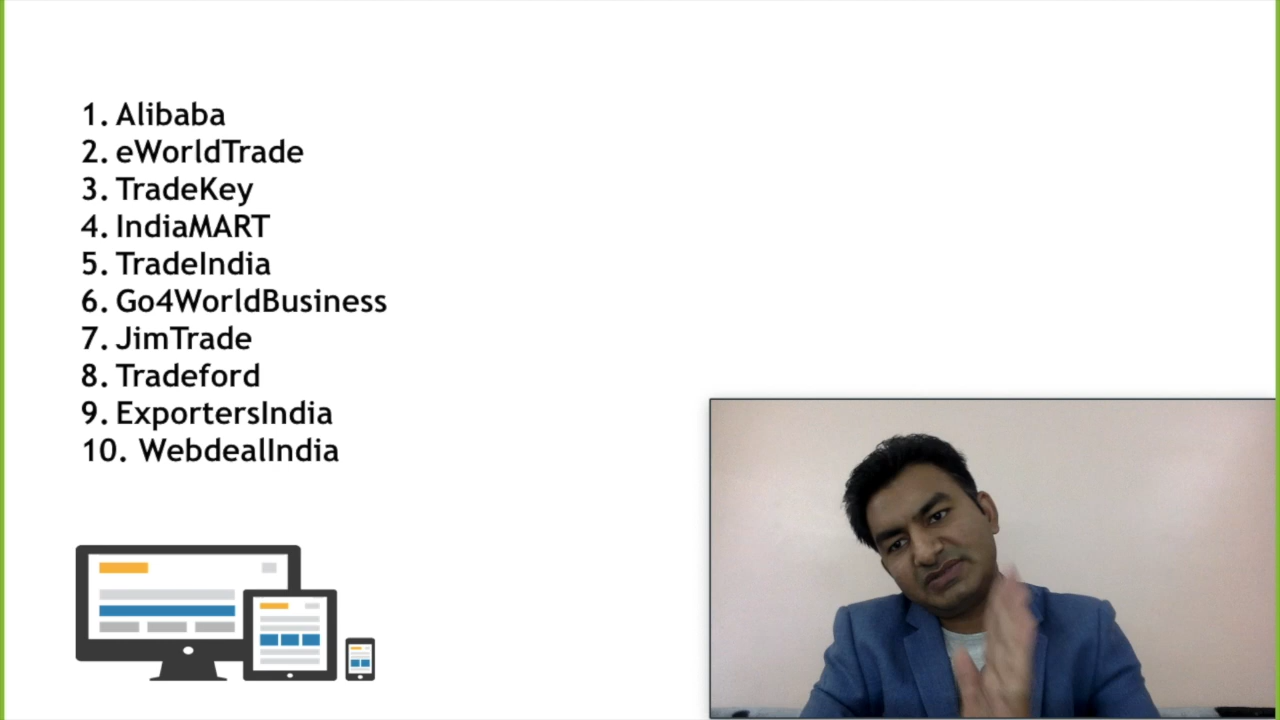 1. Alibaba
2. eWorldTrade
3. TradeKey
4. IndiaMART
5. TradeIndia
6. Go4WorldBusiness
7. JimTrade
8. Tradeford
9. ExportersIndia
10. WebdealIndia